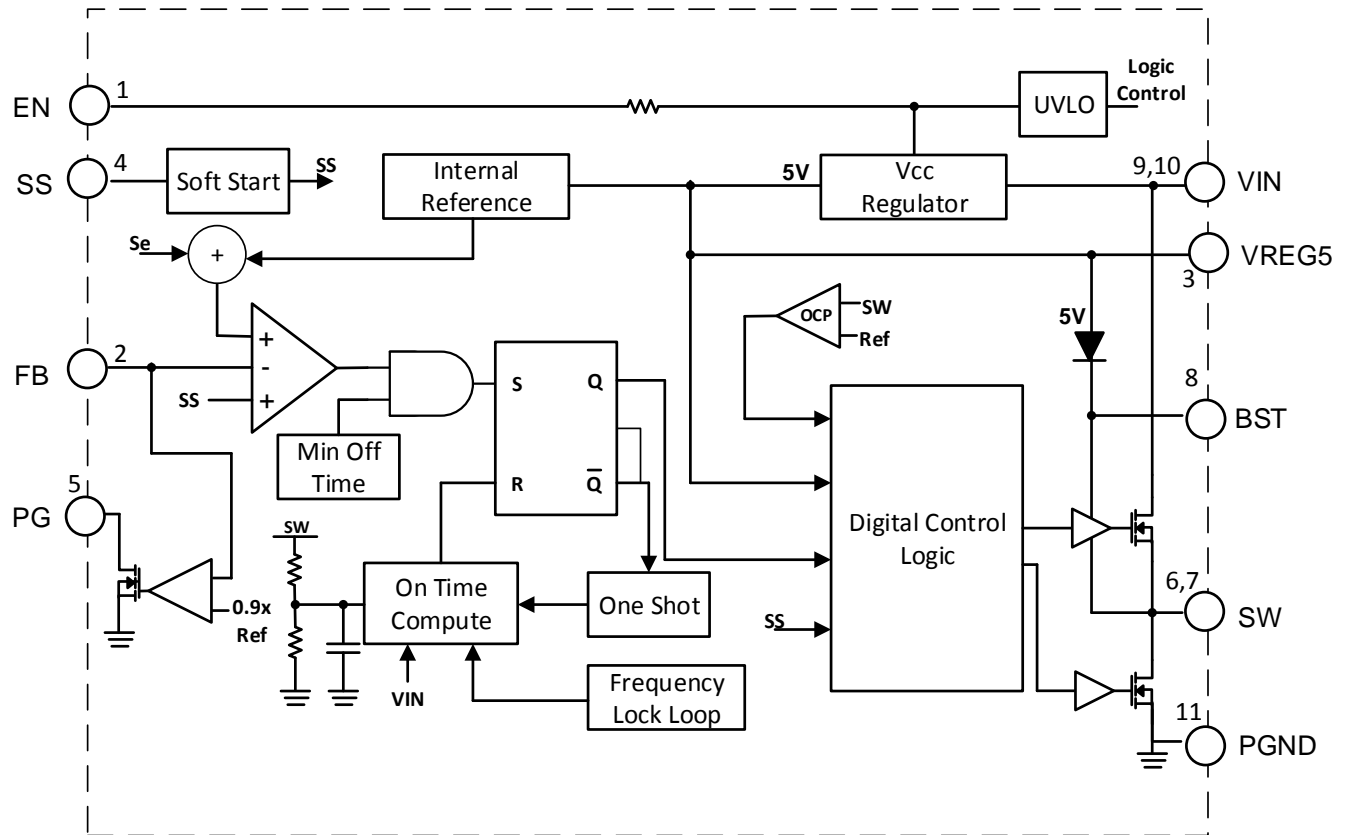 EN
1
UVLO
Logic
Control
SS
4
Soft Start
SS
Internal
Reference
5V
Vcc
Regulator
9,10
VIN
Se
+
VREG5
3
OCP
SW
Ref
5V
FB
2
+
-
SS
+
S
Q
R
Q
8
BST
Min Off
Time
PG
5
SW
0.9x
Ref
On Time
Compute
One Shot
VIN
Frequency
Lock Loop
Digital Control
Logic
SS
6,7
SW
11
PGND